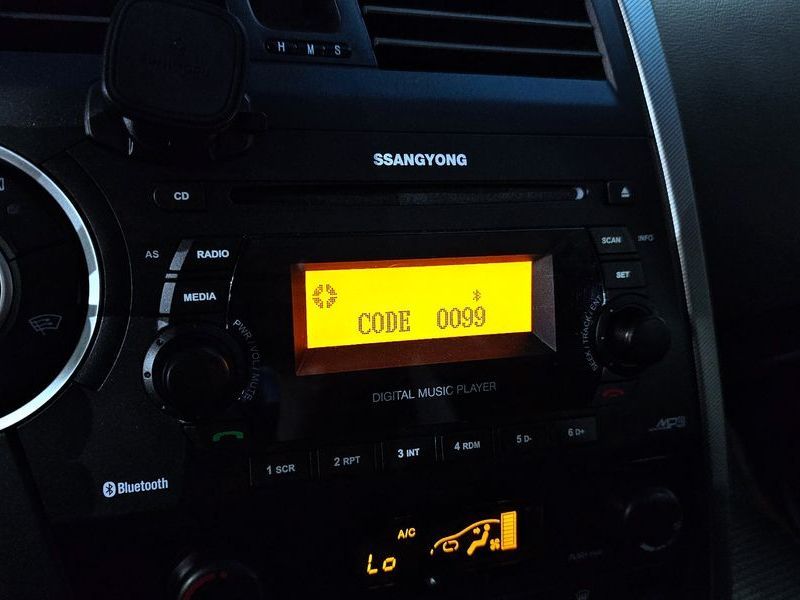 H M S
SSANGYONG
CD
AS RADIO
SCAN INFO
MEDIA
SET
CODE 0099
PWR / VOL / MUTE
SEEK / TRACK / ENT
DIGITAL MUSIC PLAYER
MP3
1 SCR 2 RPT 3 INT 4 RDM 5 D- 6 D+
Bluetooth
A/C
Lo